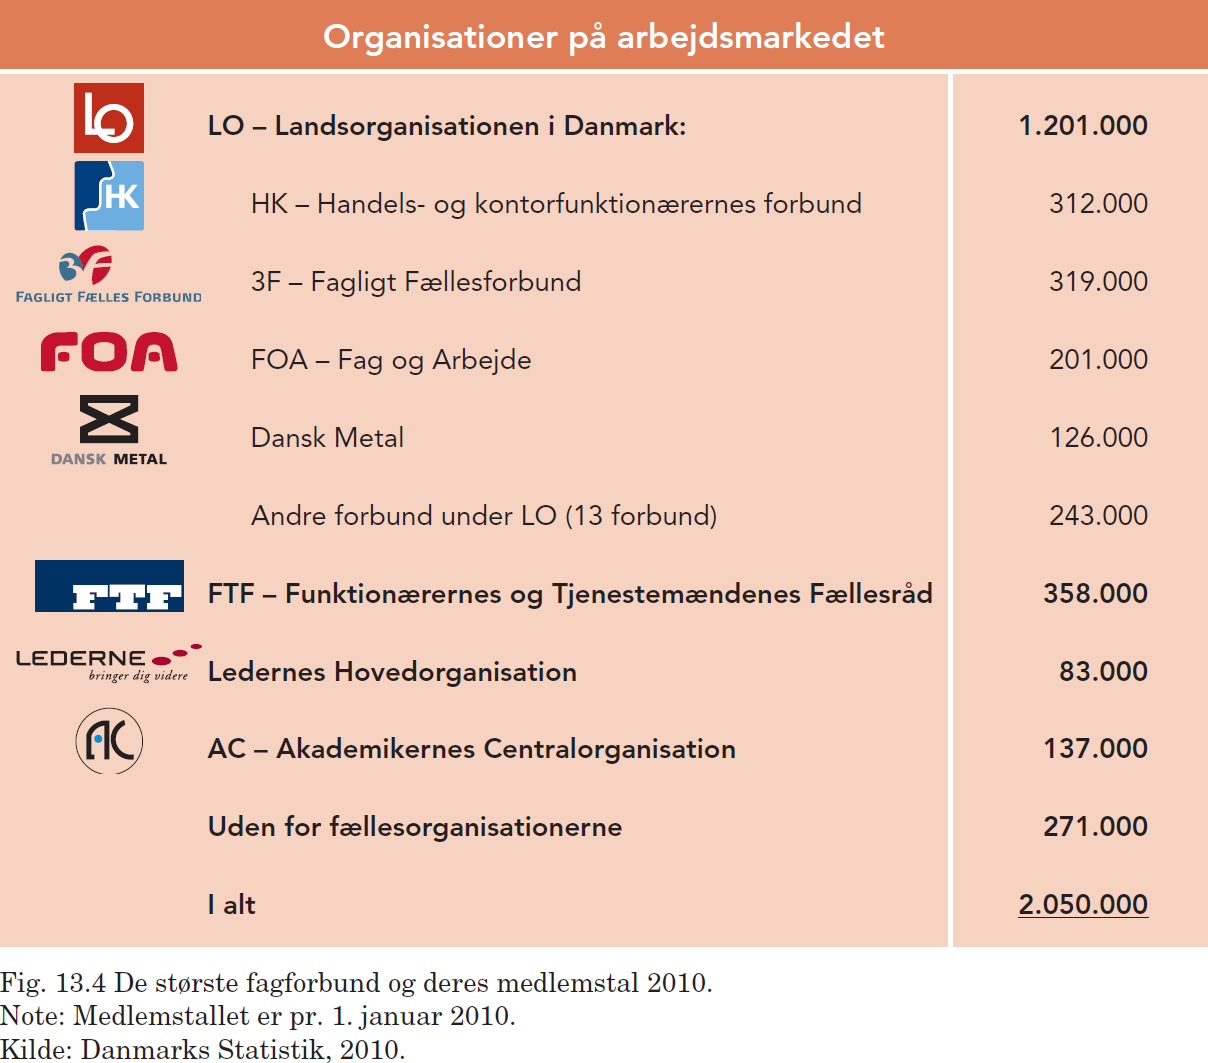 Organisationer på arbejdsmarkedet
LO
LO – Landsorganisationen i Danmark: 1.201.000
HK
HK – Handels- og kontorfunktionærernes forbund 312.000
3F
FAGLIGT FÆLLES FORBUND
3F – Fagligt Fællesforbund 319.000
FOA
FOA – Fag og Arbejde 201.000
DANSK METAL
Dansk Metal 126.000
Andre forbund under LO (13 forbund) 243.000
FTF
FTF – Funktionærernes og Tjenestemændenes Fællesråd 358.000
LEDERNE
bringer dig videre
Ledernes Hovedorganisation 83.000
AC
AC – Akademikernes Centralorganisation 137.000
Uden for fællesorganisationerne 271.000
I alt 2.050.000
Fig. 13.4 De største fagforbund og deres medlemstal 2010.
Note: Medlemstallet er pr. 1. januar 2010.
Kilde: Danmarks Statistik, 2010.